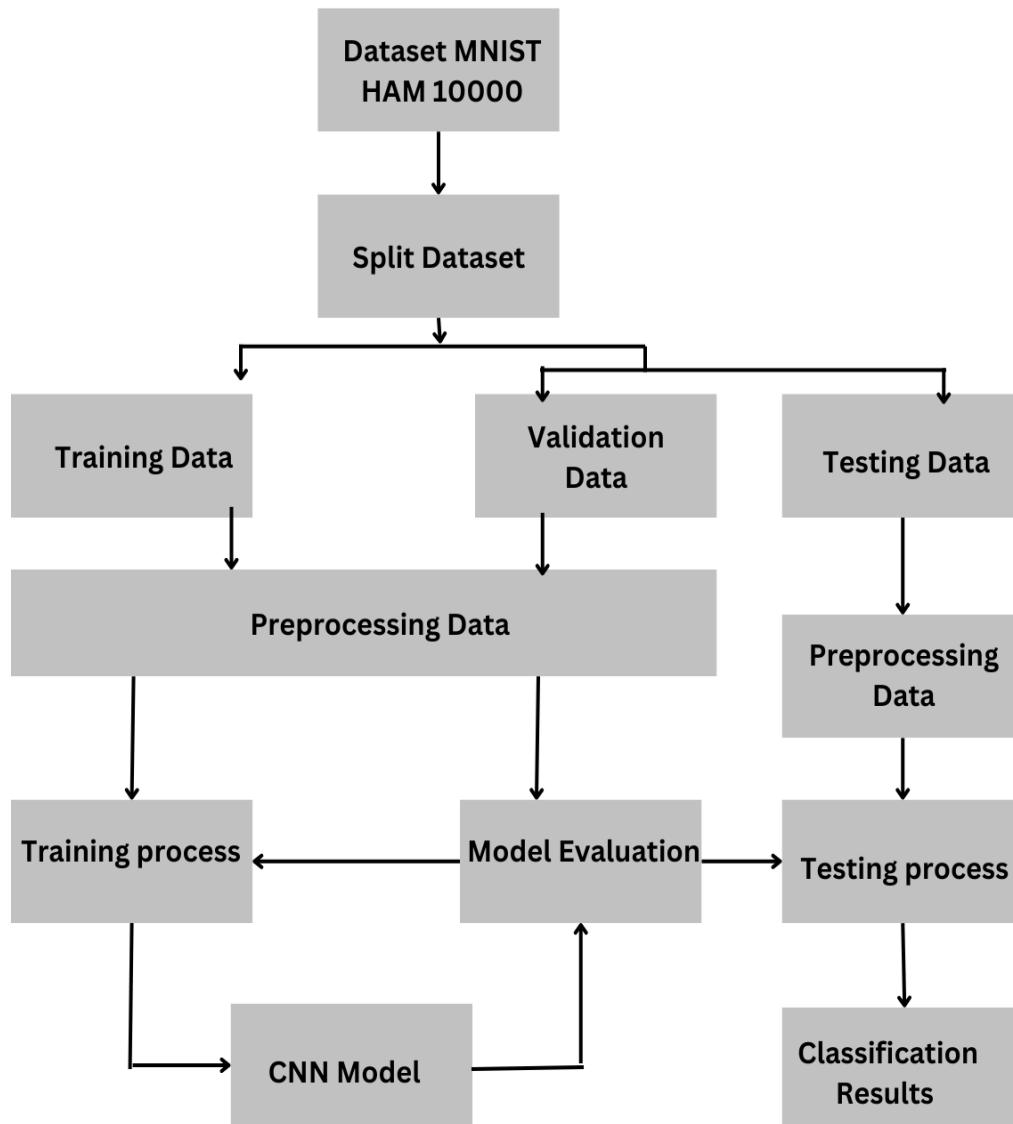 Dataset MNIST
HAM 10000
Split Dataset
Training Data
Validation
Data
Testing Data
Preprocessing Data
Preprocessing
Data
Training process
Model Evaluation
Testing process
CNN Model
Classification
Results